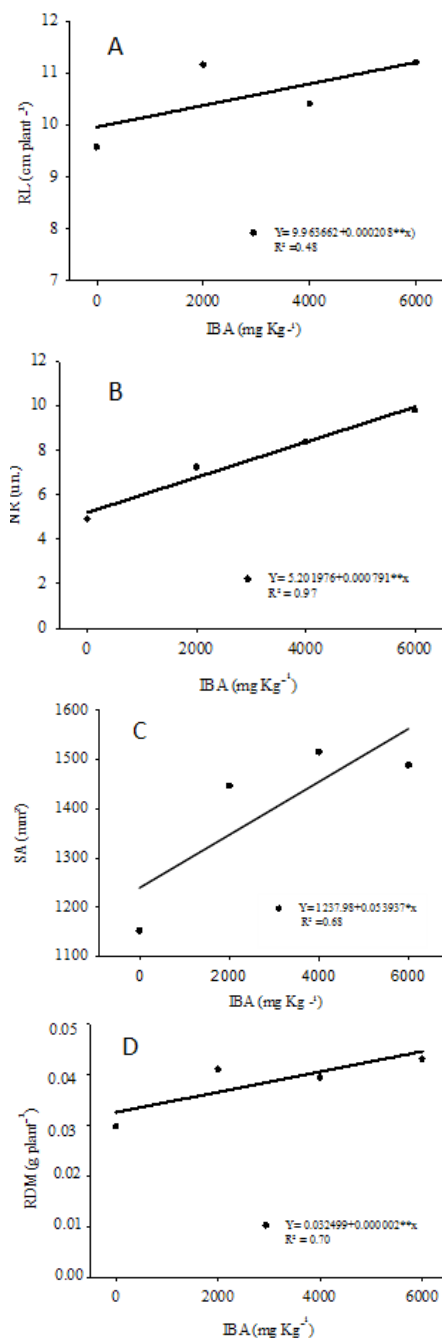 A
12
11
10
9
8
7
RL (cm plant -¹)
Y= 9.963662+0.000208**x)
R² =0.48
0 2000 4000 6000
IBA (mg Kg-¹)
B
12
10
8
6
4
2
0
NR (un.)
Y= 5.201976+0.000791**x
R² = 0.97
0 2000 4000 6000
IBA (mg Kg-¹)
C
1600
1500
1400
1300
1200
1100
SA (mm²)
Y=1237.98+0.053937*x
R² =0.68
0 2000 4000 6000
IBA (mg Kg -¹)
D
0.05
0.04
0.03
0.02
0.01
0.00
RDM (g plant-¹)
Y= 0.032499+0.000002**x
R² = 0.70
0 2000 4000 6000
IBA (mg Kg-¹)